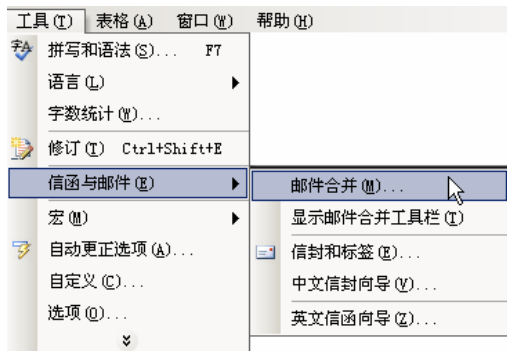 工具(T) 表格(A) 窗口(W) 帮助(H)
拼写和语法(S)... F7
语言(L)
字数统计(W)...
修订(T) Ctrl+Shift+E
信函与邮件(E)
宏(M)
自动更正选项(A)...
自定义(C)...
选项(O)...
邮件合并(M)...
显示邮件合并工具栏(T)
信封和标签(E)...
中文信封向导(V)...
英文信函向导(Z)...